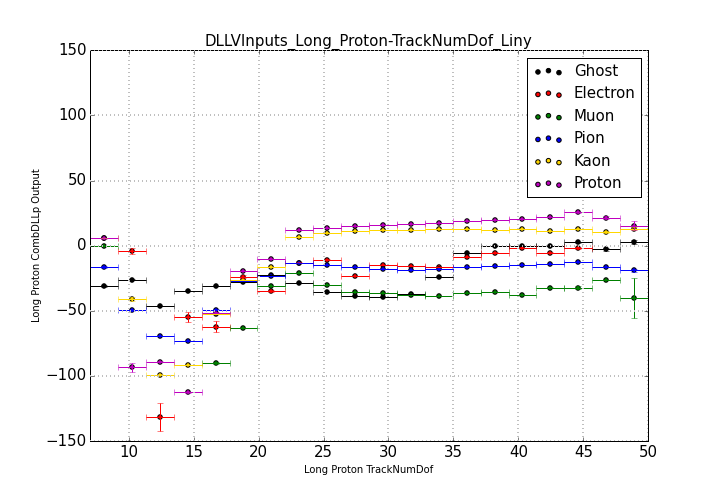 DLLVInputs_Long_Proton-TrackNumDof_Liny
150
100
50
0
−50
−100
−150
10
15
20
25
30
35
40
45
50
Long Proton CombDLLp Output
Long Proton TrackNumDof
Ghost
Electron
Muon
Pion
Kaon
Proton